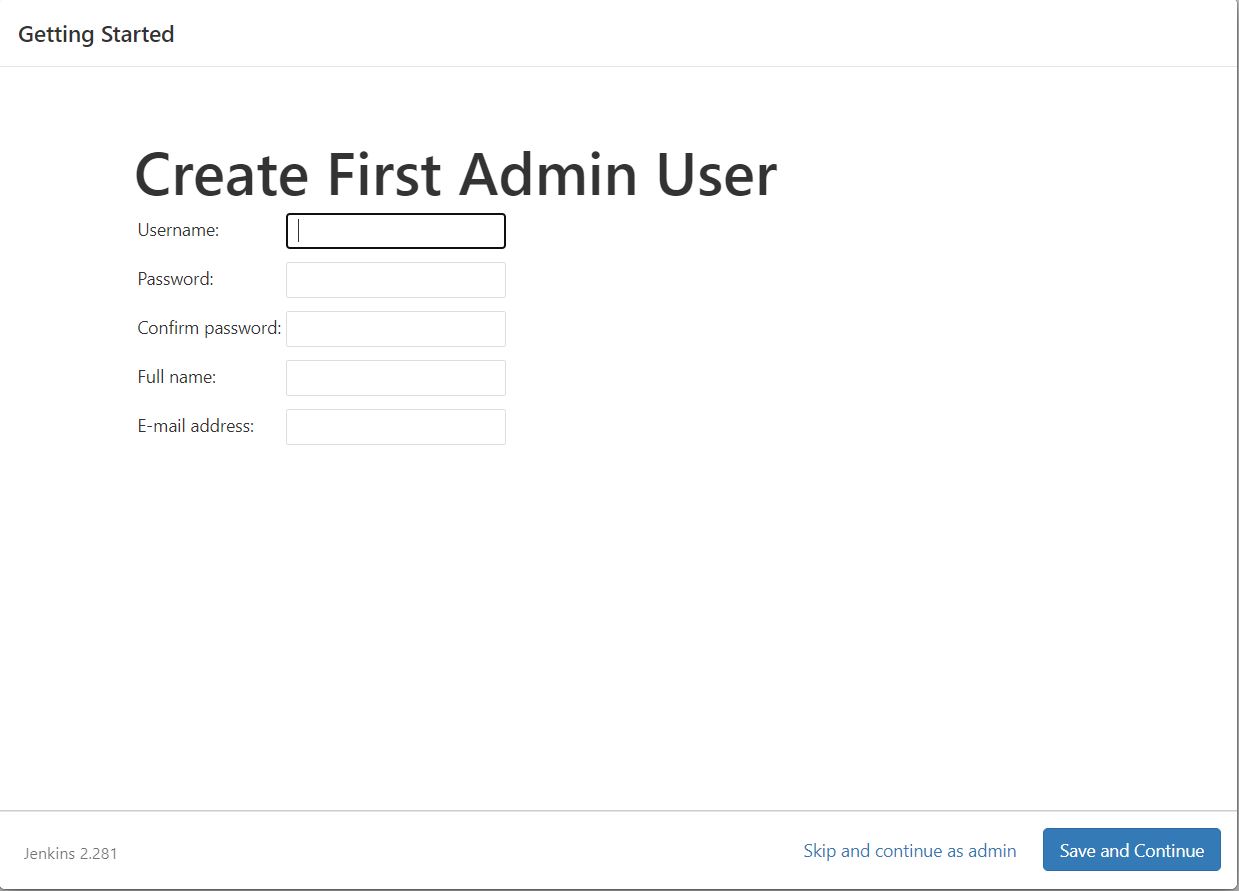 Getting Started
Create First Admin User
Username:
Password:
Confirm password:
Full name:
E-mail address:
Jenkins 2.281
Skip and continue as admin
Save and Continue